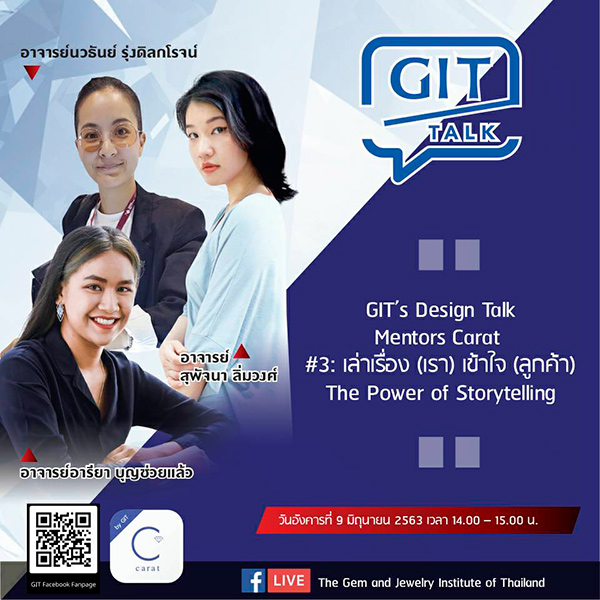 อาจารย์นวธันย์ รุ่งดิลกโรจน์
GIT
TALK
GIT's Design Talk
Mentors Carat
#3: เล่าเรื่อง (เรา) เข้าใจ (ลูกค้า)
The Power of Storytelling
อาจารย์
สุพัจนา ลิ่มวงศ์
อาจารย์อารียา บุญช่วยแล้ว
วันอังคารที่ 9 มิถุนายน 2563 เวลา 14.00 – 15.00 น.
by GIT
C
carat
GIT Facebook Fanpage
f LIVE The Gem and Jewelry Institute of Thailand